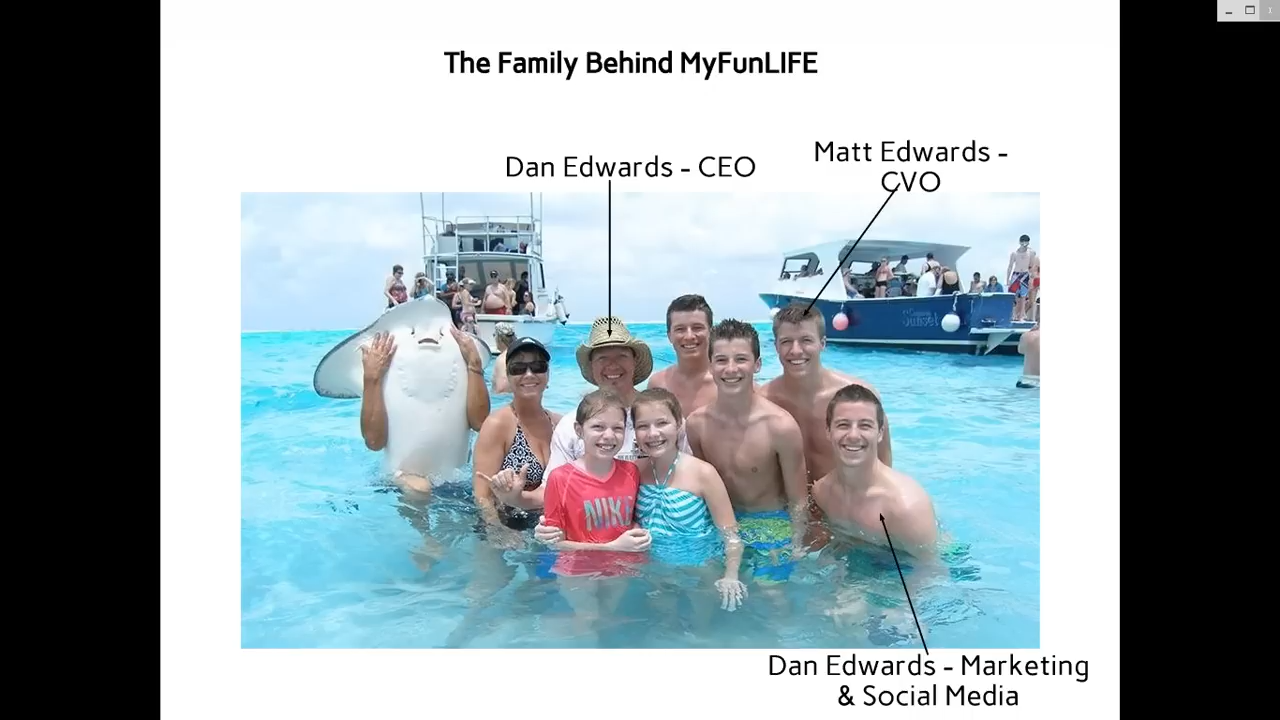 The Family Behind MyFunLIFE
Dan Edwards - CEO
Matt Edwards -
CVO
NIKE
Dan Edwards - Marketing
& Social Media